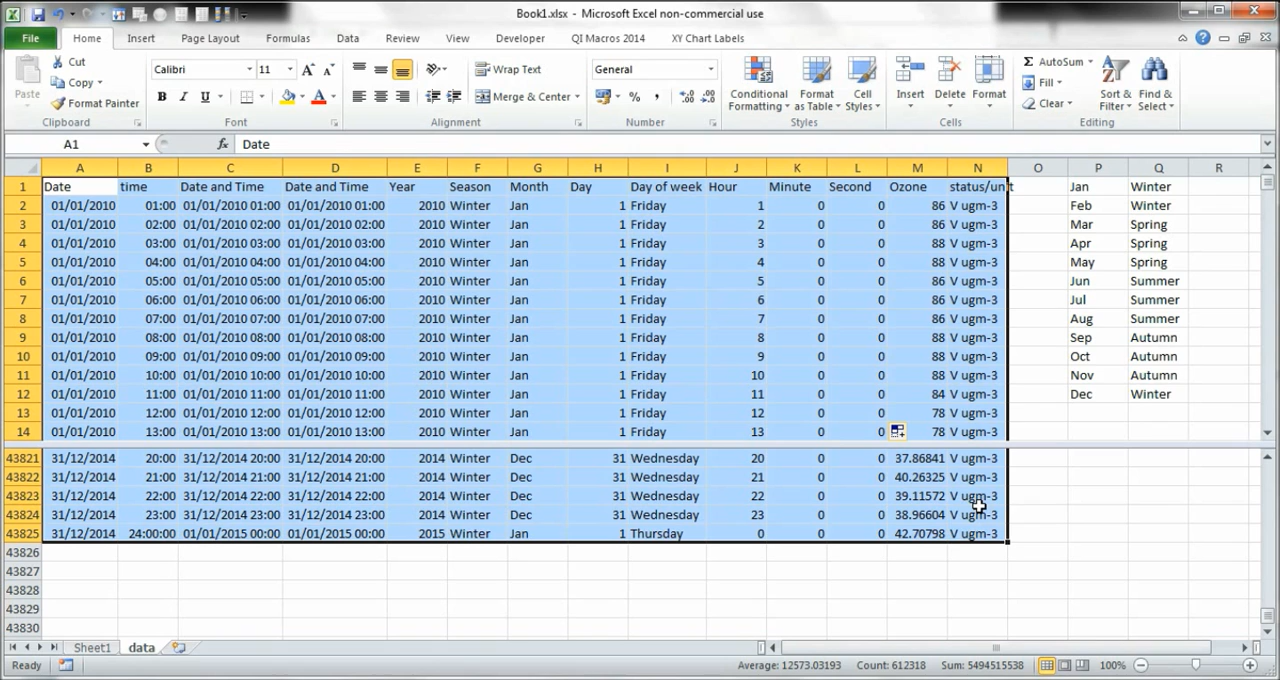 Book1.xlsx - Microsoft Excel non-commercial use
File Home Insert Page Layout Formulas Data Review View Developer QI Macros 2014 XY Chart Labels
Paste Cut Copy Format Painter
Clipboard
Calibri 11
B I U
Font
Wrap Text
Merge & Center
Alignment
General
Number
Conditional Formatting Format as Table Cell Styles
Styles
Insert Delete Format
Cells
AutoSum Fill Clear Sort & Filter Find & Select
Editing
A1 fx Date
A B C D E F G H I J K L M N O P Q R
1 Date time Date and Time Date and Time Year Season Month Day Day of week Hour Minute Second Ozone status/unit Jan Winter
2 01/01/2010 01:00 01/01/2010 01:00 01/01/2010 01:00 2010 Winter Jan 1 Friday 1 0 0 86 V ugm-3 Feb Winter
3 01/01/2010 02:00 01/01/2010 02:00 01/01/2010 02:00 2010 Winter Jan 1 Friday 2 0 0 86 V ugm-3 Mar Spring
4 01/01/2010 03:00 01/01/2010 03:00 01/01/2010 03:00 2010 Winter Jan 1 Friday 3 0 0 88 V ugm-3 Apr Spring
5 01/01/2010 04:00 01/01/2010 04:00 01/01/2010 04:00 2010 Winter Jan 1 Friday 4 0 0 88 V ugm-3 May Spring
6 01/01/2010 05:00 01/01/2010 05:00 01/01/2010 05:00 2010 Winter Jan 1 Friday 5 0 0 86 V ugm-3 Jun Summer
7 01/01/2010 06:00 01/01/2010 06:00 01/01/2010 06:00 2010 Winter Jan 1 Friday 6 0 0 86 V ugm-3 Jul Summer
8 01/01/2010 07:00 01/01/2010 07:00 01/01/2010 07:00 2010 Winter Jan 1 Friday 7 0 0 86 V ugm-3 Aug Summer
9 01/01/2010 08:00 01/01/2010 08:00 01/01/2010 08:00 2010 Winter Jan 1 Friday 8 0 0 88 V ugm-3 Sep Autumn
10 01/01/2010 09:00 01/01/2010 09:00 01/01/2010 09:00 2010 Winter Jan 1 Friday 9 0 0 88 V ugm-3 Oct Autumn
11 01/01/2010 10:00 01/01/2010 10:00 01/01/2010 10:00 2010 Winter Jan 1 Friday 10 0 0 88 V ugm-3 Nov Autumn
12 01/01/2010 11:00 01/01/2010 11:00 01/01/2010 11:00 2010 Winter Jan 1 Friday 11 0 0 84 V ugm-3 Dec Winter
13 01/01/2010 12:00 01/01/2010 12:00 01/01/2010 12:00 2010 Winter Jan 1 Friday 12 0 0 78 V ugm-3
14 01/01/2010 13:00 01/01/2010 13:00 01/01/2010 13:00 2010 Winter Jan 1 Friday 13 0 0 78 V ugm-3
43821 31/12/2014 20:00 31/12/2014 20:00 31/12/2014 20:00 2014 Winter Dec 31 Wednesday 20 0 0 37.86841 V ugm-3
43822 31/12/2014 21:00 31/12/2014 21:00 31/12/2014 21:00 2014 Winter Dec 31 Wednesday 21 0 0 40.26325 V ugm-3
43823 31/12/2014 22:00 31/12/2014 22:00 31/12/2014 22:00 2014 Winter Dec 31 Wednesday 22 0 0 39.11572 V ugm-3
43824 31/12/2014 23:00 31/12/2014 23:00 31/12/2014 23:00 2014 Winter Dec 31 Wednesday 23 0 0 38.96604 V ugm-3
43825 31/12/2014 24:00:00 01/01/2015 00:00 01/01/2015 00:00 2015 Winter Jan 1 Thursday 0 0 0 42.70798 V ugm-3
43826
43827
43828
43829
43830
Sheet1 data
Ready Average: 12573.03193 Count: 612318 Sum: 5494515538 100%